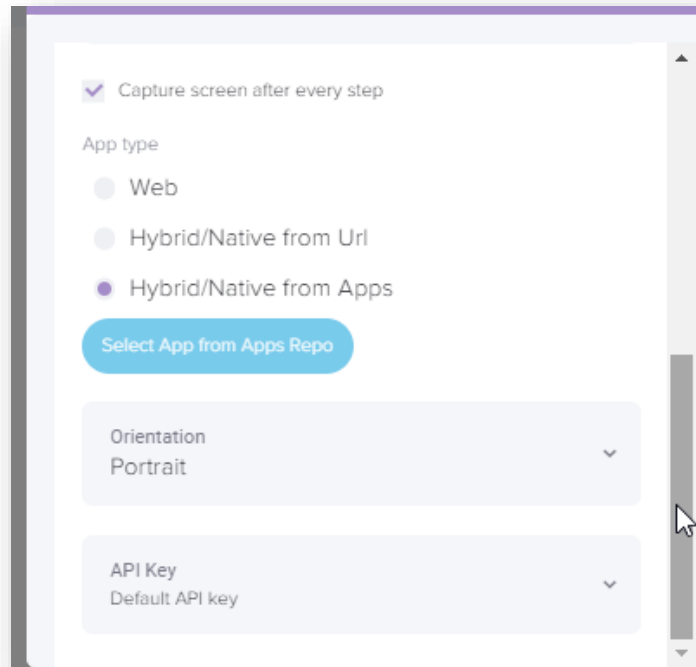 Capture screen after every step
App type
Web
Hybrid/Native from Url
Hybrid/Native from Apps
Select App from Apps Repo
Orientation
Portrait
API Key
Default API key